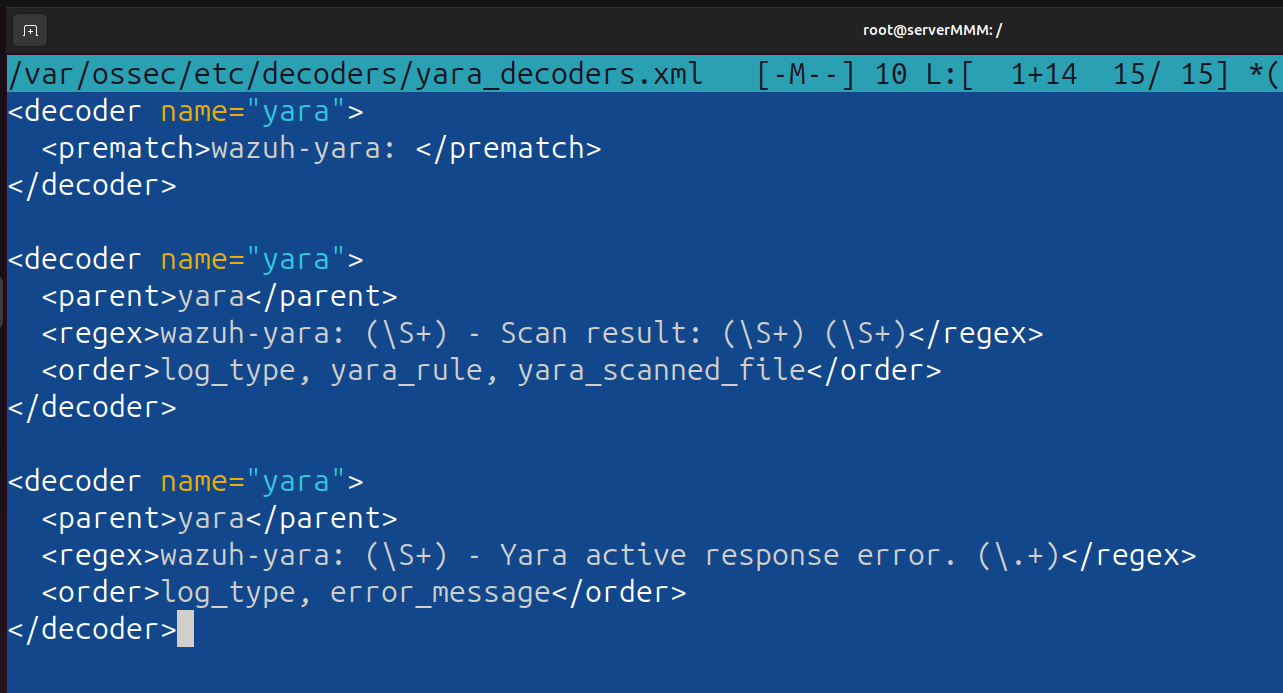 root@serverMMM: /
/var/ossec/etc/decoders/yara_decoders.xml   [-M--] 10 L:[  1+14  15/ 15] *(
<decoder name="yara">
  <prematch>wazuh-yara: </prematch>
</decoder>

<decoder name="yara">
  <parent>yara</parent>
  <regex>wazuh-yara: (\S+) - Scan result: (\S+) (\S+)</regex>
  <order>log_type, yara_rule, yara_scanned_file</order>
</decoder>

<decoder name="yara">
  <parent>yara</parent>
  <regex>wazuh-yara: (\S+) - Yara active response error. (\.+)</regex>
  <order>log_type, error_message</order>
</decoder>